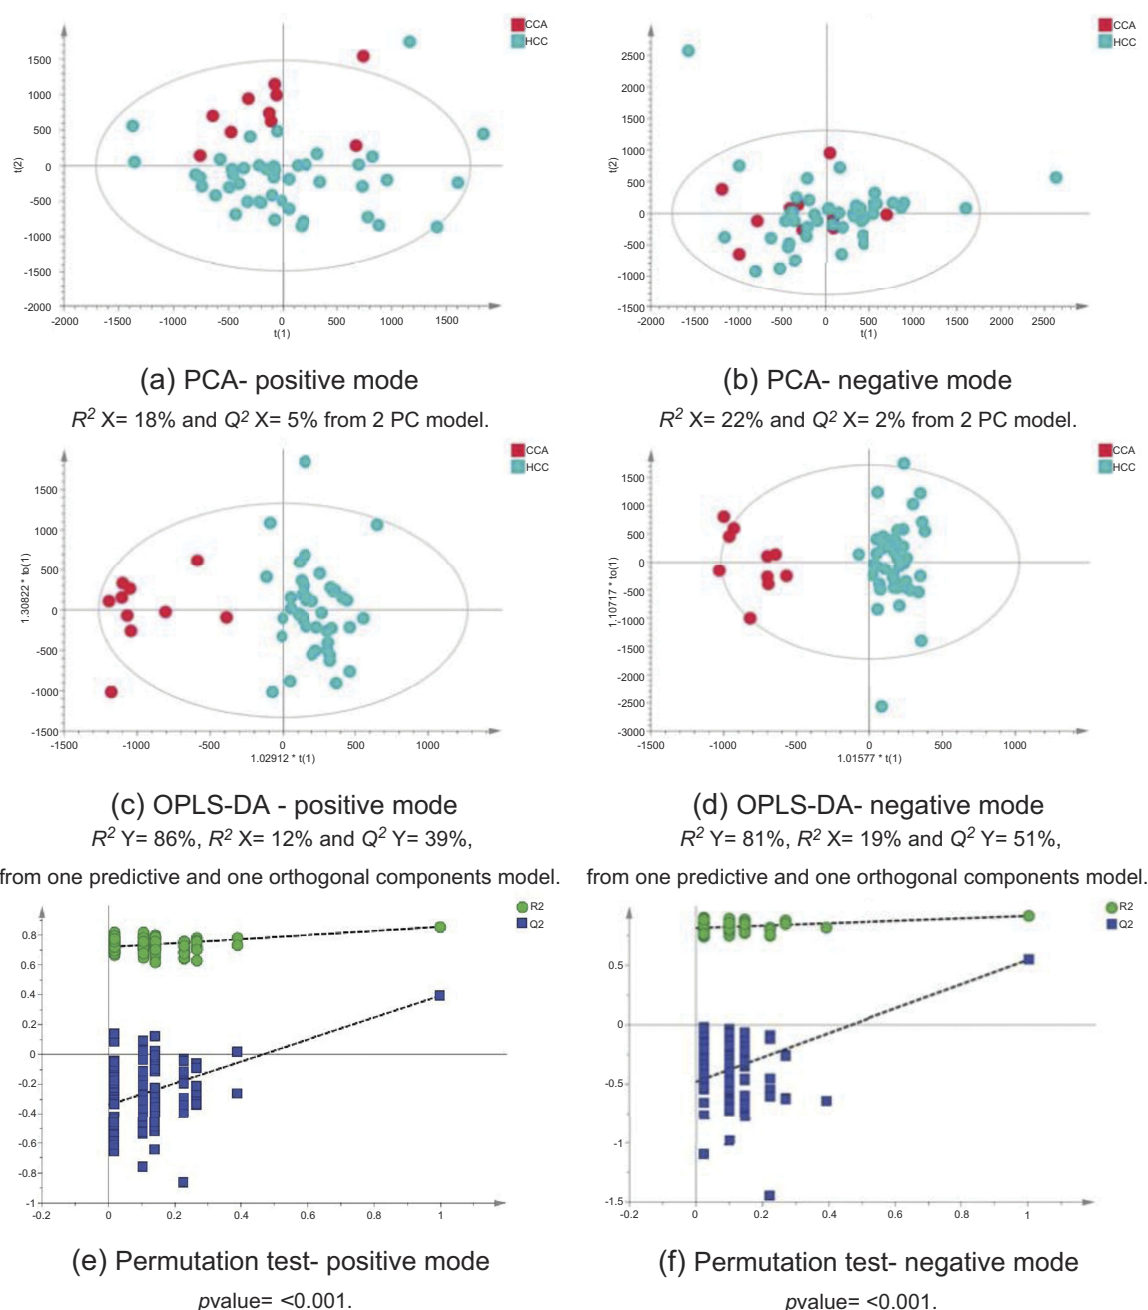 CCA
HCC
1500
1000
500
0
-500
-1000
-1500
-2000
t(2)
-2000 -1500 -1000 -500 0 500 1000 1500
t(1)
(a) PCA- positive mode
R² X= 18% and Q² X= 5% from 2 PC model.
CCA
HCC
2500
2000
1500
1000
500
0
-500
-1000
-1500
t(2)
-2000 -1500 -1000 -500 0 500 1000 1500 2000 2500
t(1)
(b) PCA- negative mode
R² X= 22% and Q² X= 2% from 2 PC model.
CCA
HCC
1500
1000
500
0
-500
-1000
-1500
1.30822 * to(1)
-1500 -1000 -500 0 500 1000
1.02912 * t(1)
(c) OPLS-DA - positive mode
R² Y= 86%, R² X= 12% and Q² Y= 39%,
from one predictive and one orthogonal components model.
CCA
HCC
1500
1000
500
0
-500
-1000
-1500
-2000
-2500
-3000
1.10717 * to(1)
-1500 -1000 -500 0 500 1000
1.01577 * t(1)
(d) OPLS-DA- negative mode
R² Y= 81%, R² X= 19% and Q² Y= 51%,
from one predictive and one orthogonal components model.
R2
Q2
0.8
0.6
0.4
0.2
0
-0.2
-0.4
-0.6
-0.8
-1
-0.2 0 0.2 0.4 0.6 0.8 1
(e) Permutation test- positive mode
pvalue= <0.001.
R2
Q2
0.5
0
-0.5
-1
-1.5
-0.2 0 0.2 0.4 0.6 0.8 1
(f) Permutation test- negative mode
pvalue= <0.001.